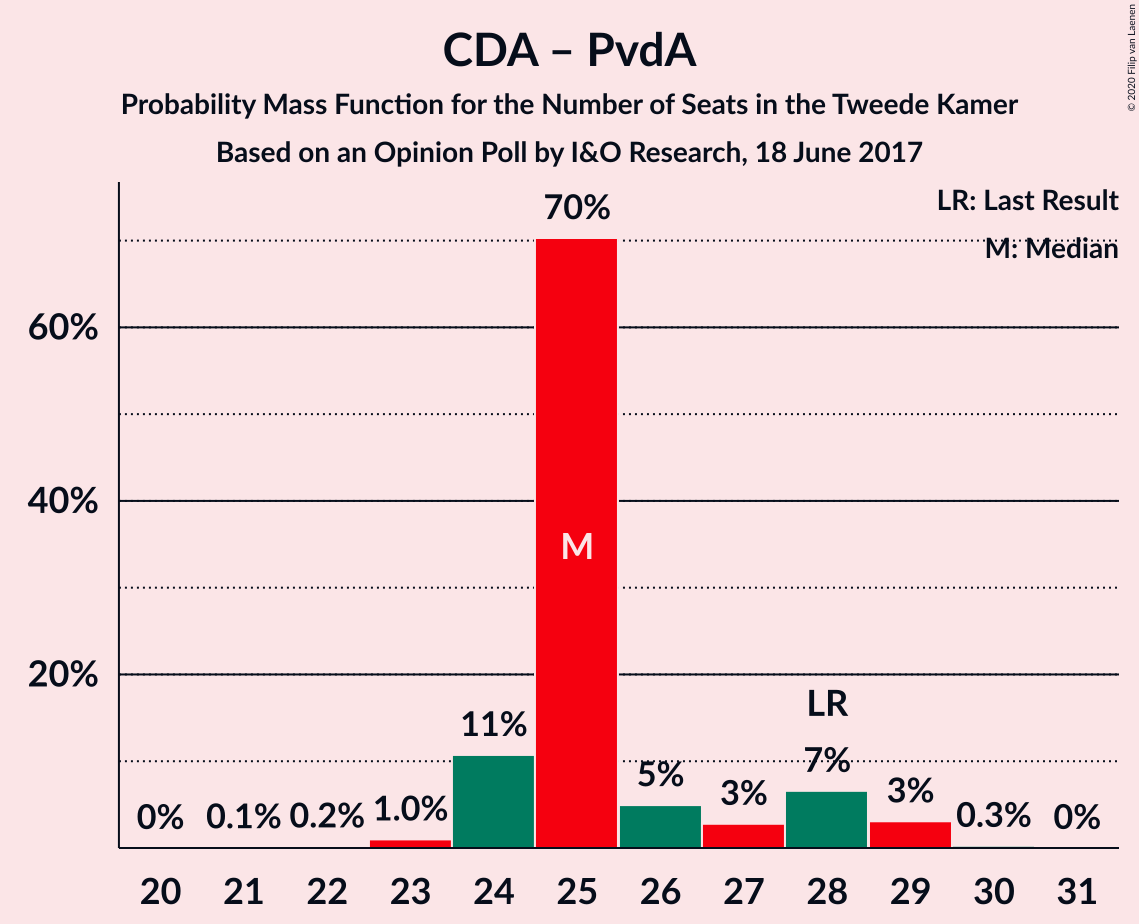 CDA – PvdA
Probability Mass Function for the Number of Seats in the Tweede Kamer
Based on an Opinion Poll by I&O Research, 18 June 2017
© 2020 Filip van Laenen
LR: Last Result
M: Median
70%
60%
40%
M
20%
LR
11%
7%
5%
3%
3%
0%
0.1%
0.2%
1.0%
0.3%
0%
20 21 22 23 24 25 26 27 28 29 30 31